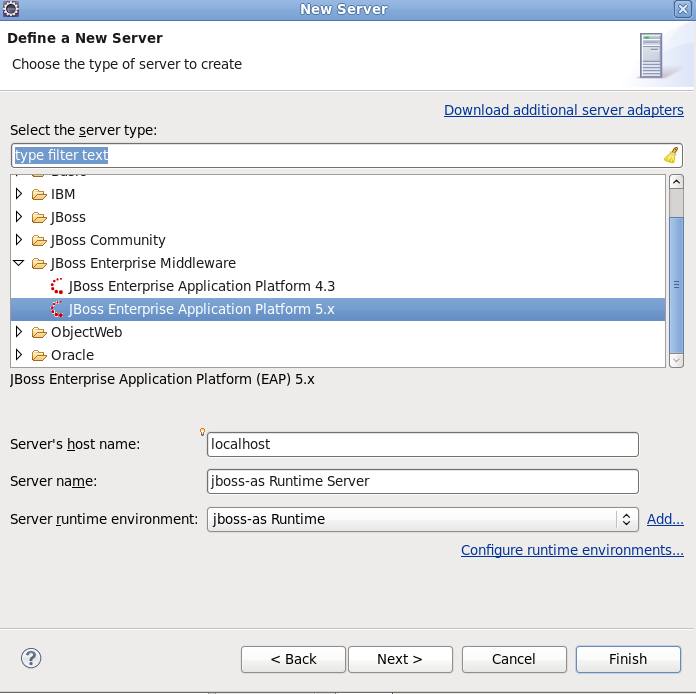 New Server
Define a New Server
Choose the type of server to create
Download additional server adapters
Select the server type:
type filter text
Basic
IBM
JBoss
JBoss Community
JBoss Enterprise Middleware
JBoss Enterprise Application Platform 4.3
JBoss Enterprise Application Platform 5.x
ObjectWeb
Oracle
JBoss Enterprise Application Platform (EAP) 5.x
Server's host name:
localhost
Server name:
jboss-as Runtime Server
Server runtime environment:
jboss-as Runtime
Add...
Configure runtime environments...
? < Back Next > Cancel Finish